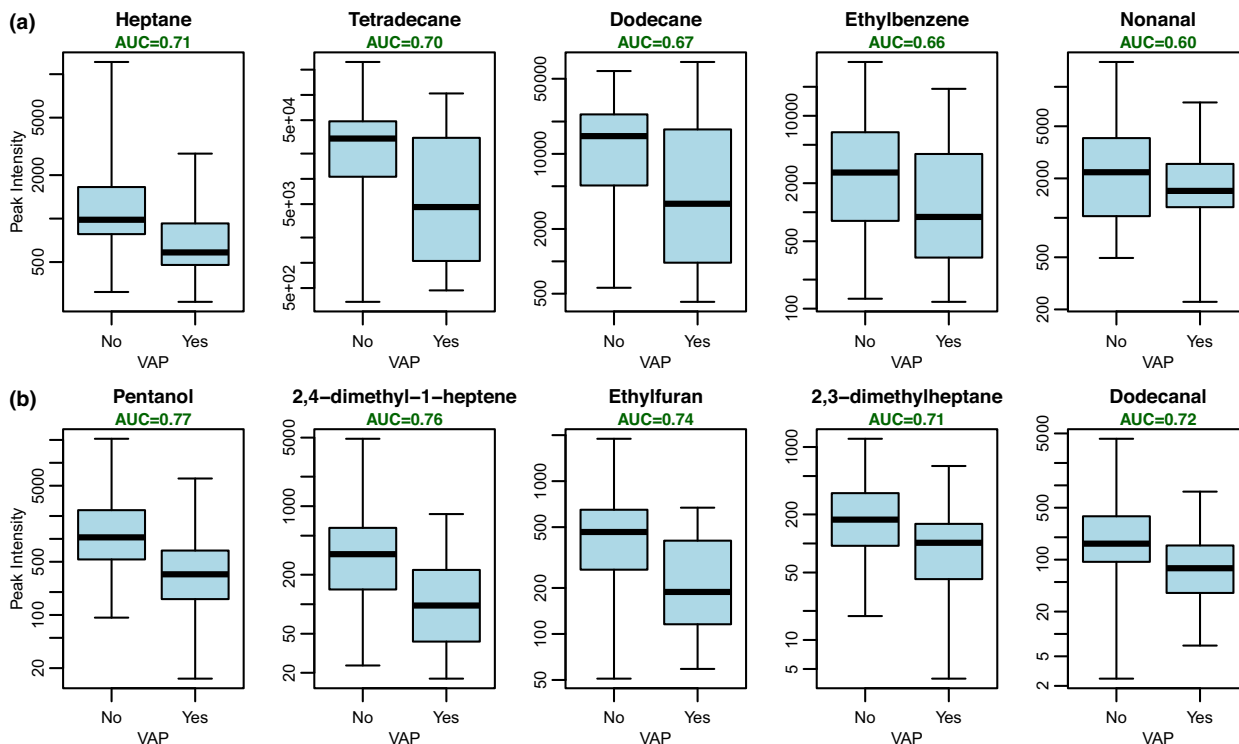 (a)
Heptane
AUC=0.71
Peak Intensity
500
2000
5000
No Yes
VAP
Tetradecane
AUC=0.70
5e+02
5e+03
5e+04
No Yes
VAP
Dodecane
AUC=0.67
500
2000
10000
50000
No Yes
VAP
Ethylbenzene
AUC=0.66
100
500
2000
10000
No Yes
VAP
Nonanal
AUC=0.60
200
500
2000
5000
No Yes
VAP
(b)
Pentanol
AUC=0.77
Peak Intensity
20
100
500
5000
No Yes
VAP
2,4−dimethyl−1−heptene
AUC=0.76
20
50
200
1000
5000
No Yes
VAP
Ethylfuran
AUC=0.74
50
100
200
500
1000
No Yes
VAP
2,3−dimethylheptane
AUC=0.71
5
10
50
200
1000
No Yes
VAP
Dodecanal
AUC=0.72
2
5
20
100
500
5000
No Yes
VAP